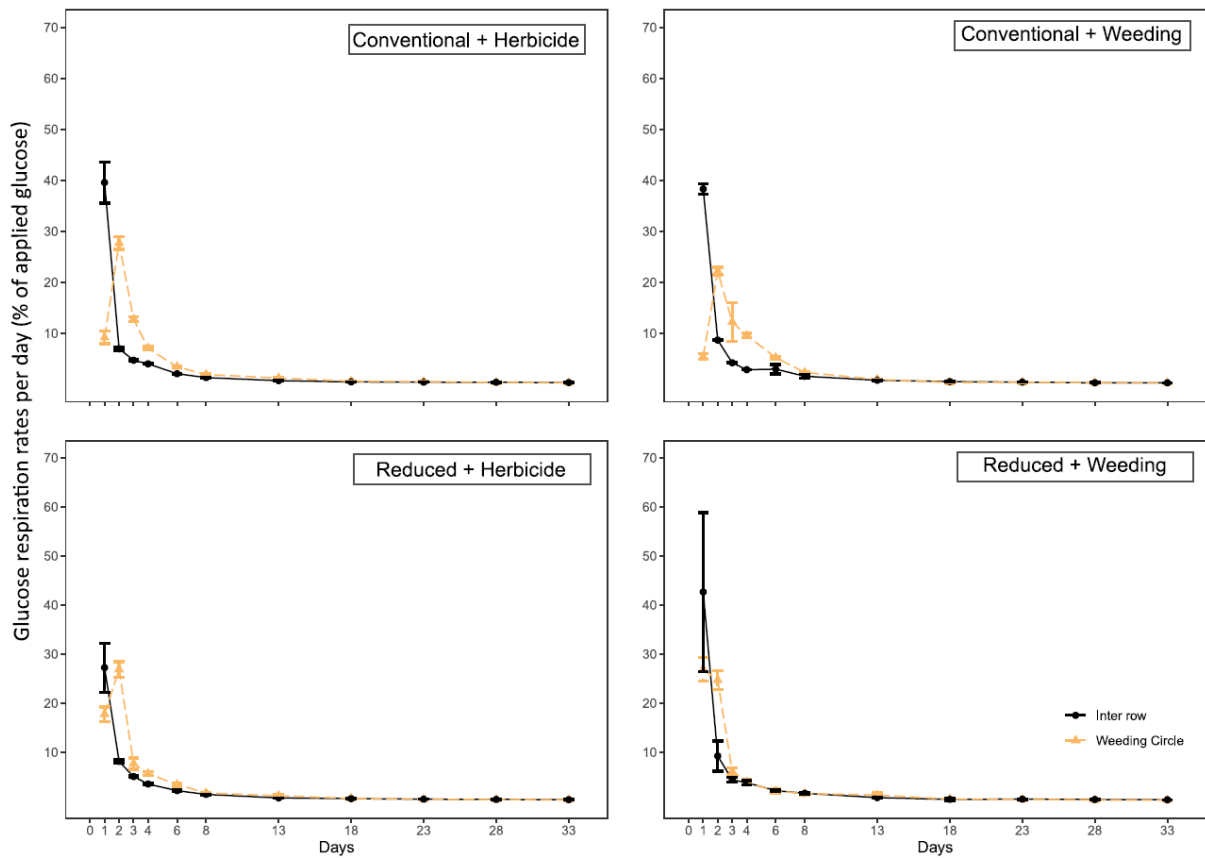 Glucose respiration rates per day (% of applied glucose)
Conventional + Herbicide
70
60
50
40
30
20
10
Conventional + Weeding
70
60
50
40
30
20
10
Reduced + Herbicide
70
60
50
40
30
20
10
0 1 2 3 4 6 8 13 18 23 28 33
Days
Reduced + Weeding
70
60
50
40
30
20
10
Inter row
Weeding Circle
0 1 2 3 4 6 8 13 18 23 28 33
Days